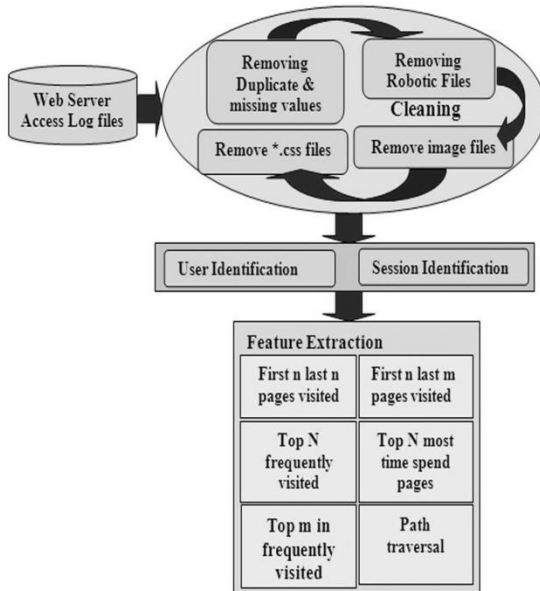 Web Server
Access Log files
Removing
Duplicate &
missing values
Removing
Robotic Files
Cleaning
Remove image files
Remove *.css files
User Identification
Session Identification
Feature Extraction
First n last n
pages visited
First n last m
pages visited
Top N
frequently
visited
Top N most
time spend
pages
Top m in
frequently
visited
Path
traversal